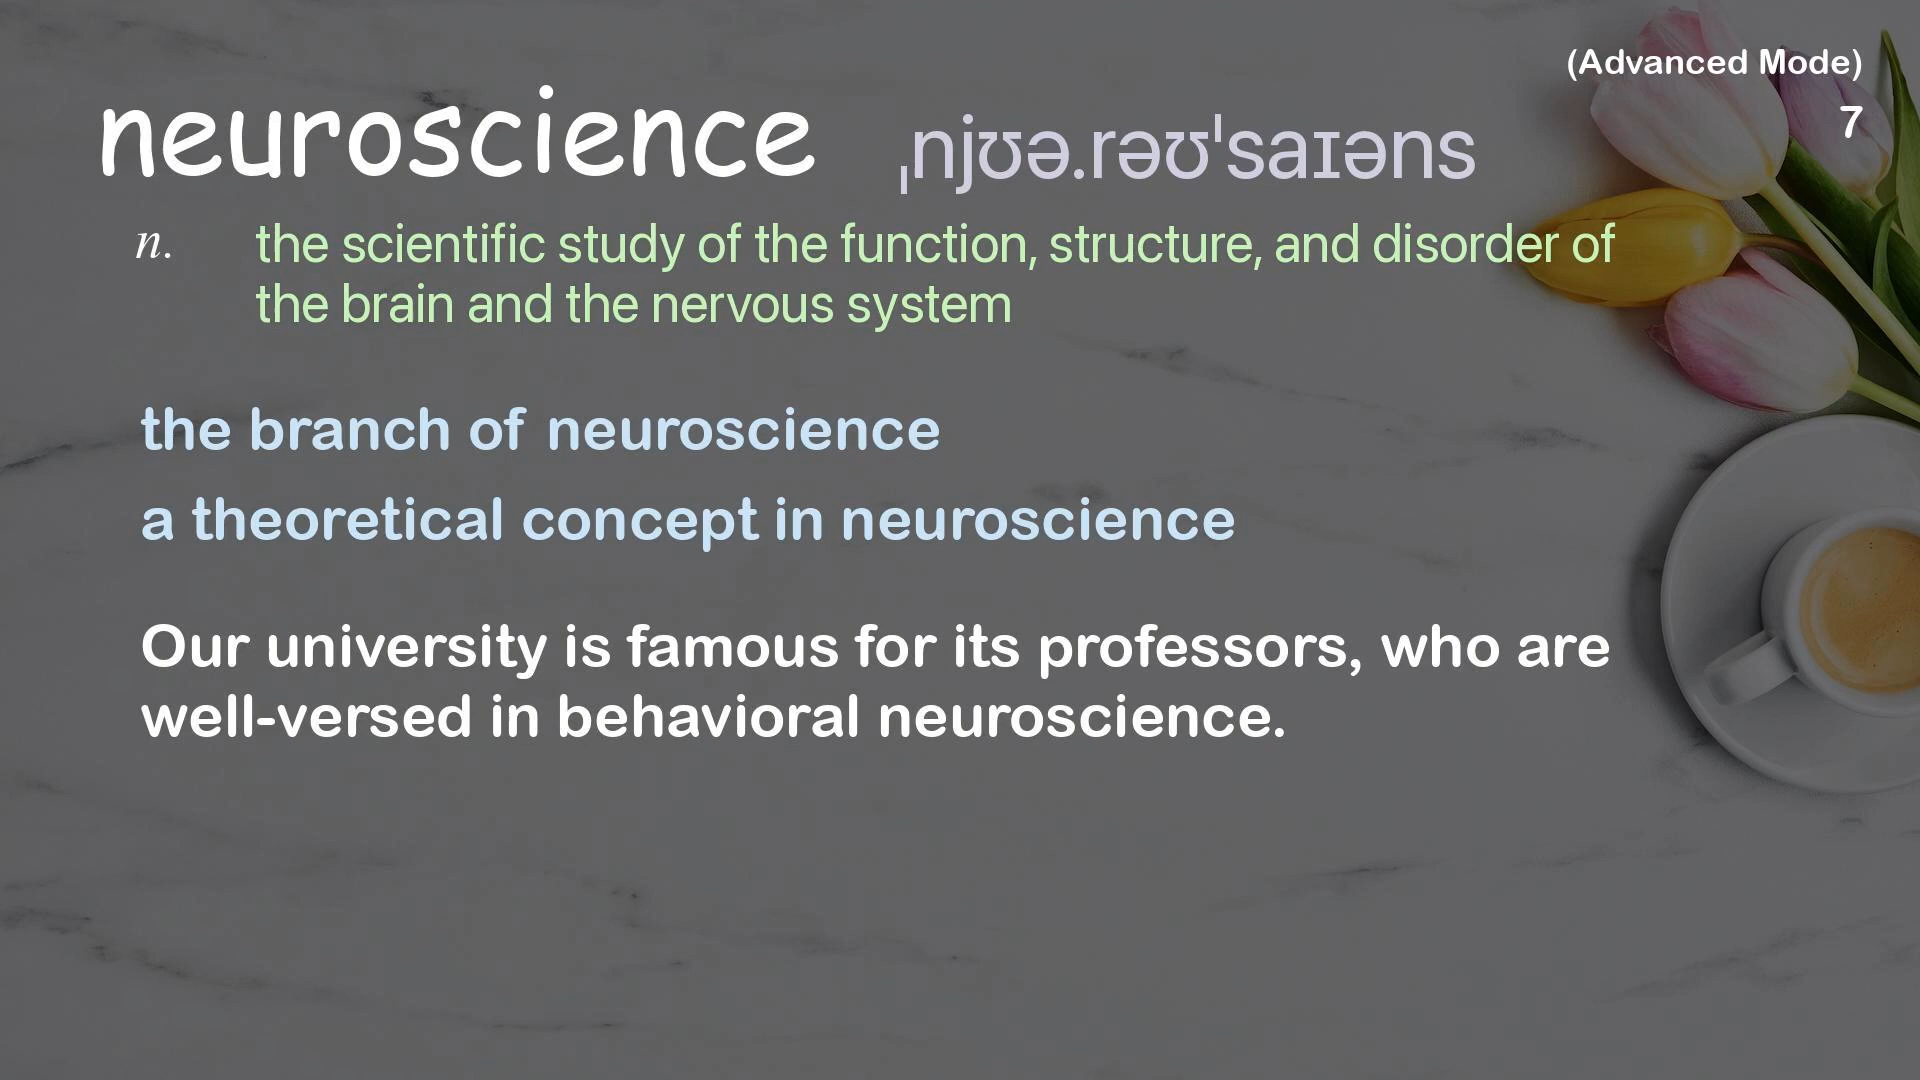 (Advanced Mode)
7
neuroscience ˌnjʊə.rəʊˈsaɪəns
n. the scientific study of the function, structure, and disorder of
the brain and the nervous system
the branch of neuroscience
a theoretical concept in neuroscience
Our university is famous for its professors, who are
well-versed in behavioral neuroscience.